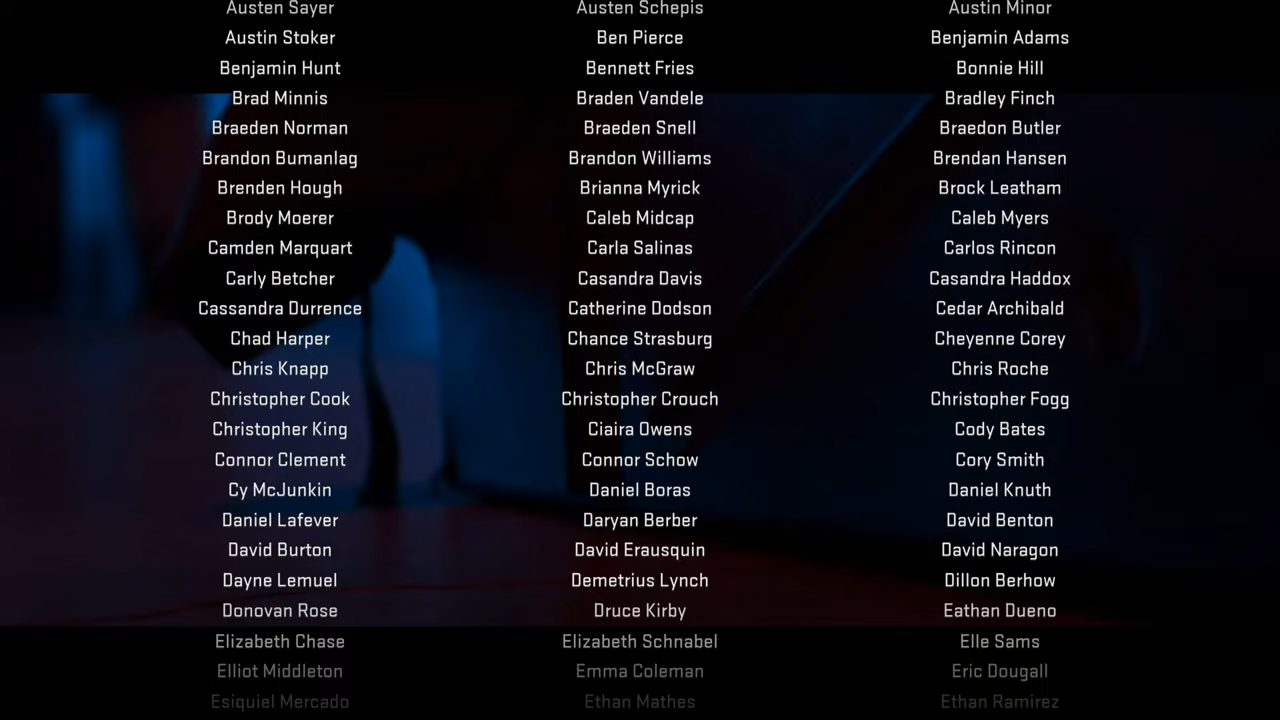 Austen Sayer Austen Schepis Austin Minor
Austin Stoker Ben Pierce Benjamin Adams
Benjamin Hunt Bennett Fries Bonnie Hill
Brad Minnis Braden Vandele Bradley Finch
Braeden Norman Braeden Snell Braedon Butler
Brandon Bumanlag Brandon Williams Brendan Hansen
Brenden Hough Brianna Myrick Brock Leatham
Brody Moerer Caleb Midcap Caleb Myers
Camden Marquart Carla Salinas Carlos Rincon
Carly Betcher Casandra Davis Casandra Haddox
Cassandra Durrence Catherine Dodson Cedar Archibald
Chad Harper Chance Strasburg Cheyenne Corey
Chris Knapp Chris McGraw Chris Roche
Christopher Cook Christopher Crouch Christopher Fogg
Christopher King Ciaira Owens Cody Bates
Connor Clement Connor Schow Cory Smith
Cy McJunkin Daniel Boras Daniel Knuth
Daniel Lafever Daryan Berber David Benton
David Burton David Erausquin David Naragon
Dayne Lemuel Demetrius Lynch Dillon Berhow
Donovan Rose Druce Kirby Eathan Dueno
Elizabeth Chase Elizabeth Schnabel Elle Sams
Elliot Middleton Emma Coleman Eric Dougall
Esiquiel Mercado Ethan Mathes Ethan Ramirez